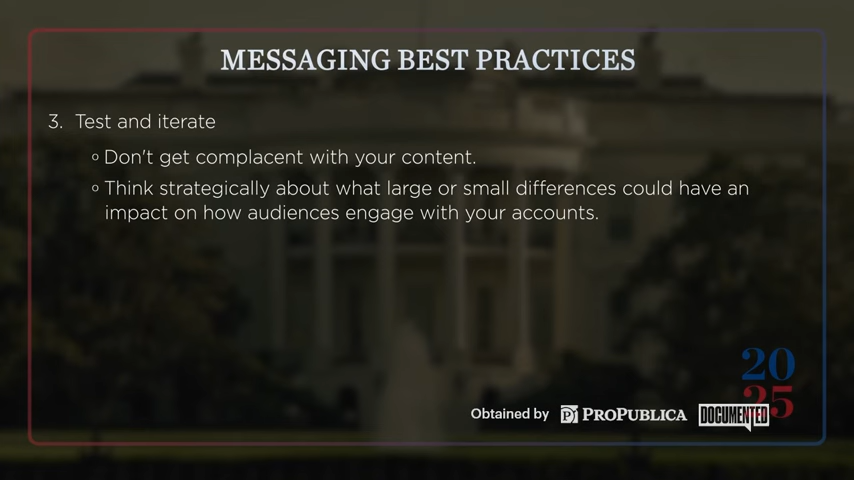 MESSAGING BEST PRACTICES
3. Test and iterate
○ Don't get complacent with your content.
○ Think strategically about what large or small differences could have an
impact on how audiences engage with your accounts.
20
25
Obtained by PROPUBLICA DOCUMENTED